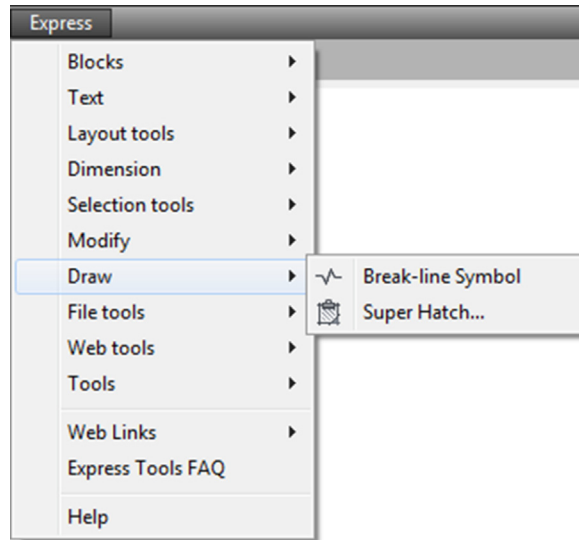 Express
Blocks
Text
Layout tools
Dimension
Selection tools
Modify
Draw
Break-line Symbol
Super Hatch...
File tools
Web tools
Tools
Web Links
Express Tools FAQ
Help